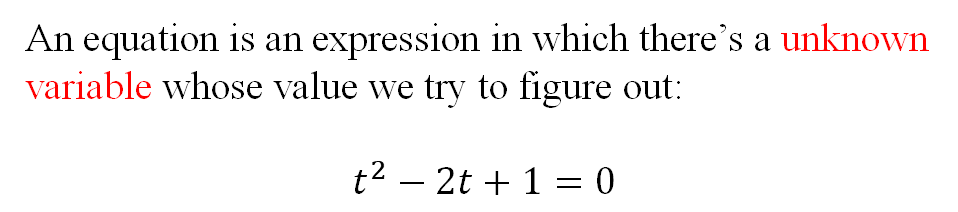 An equation is an expression in which there’s a unknown
variable whose value we try to figure out:
𝑡² − 2𝑡 + 1 = 0